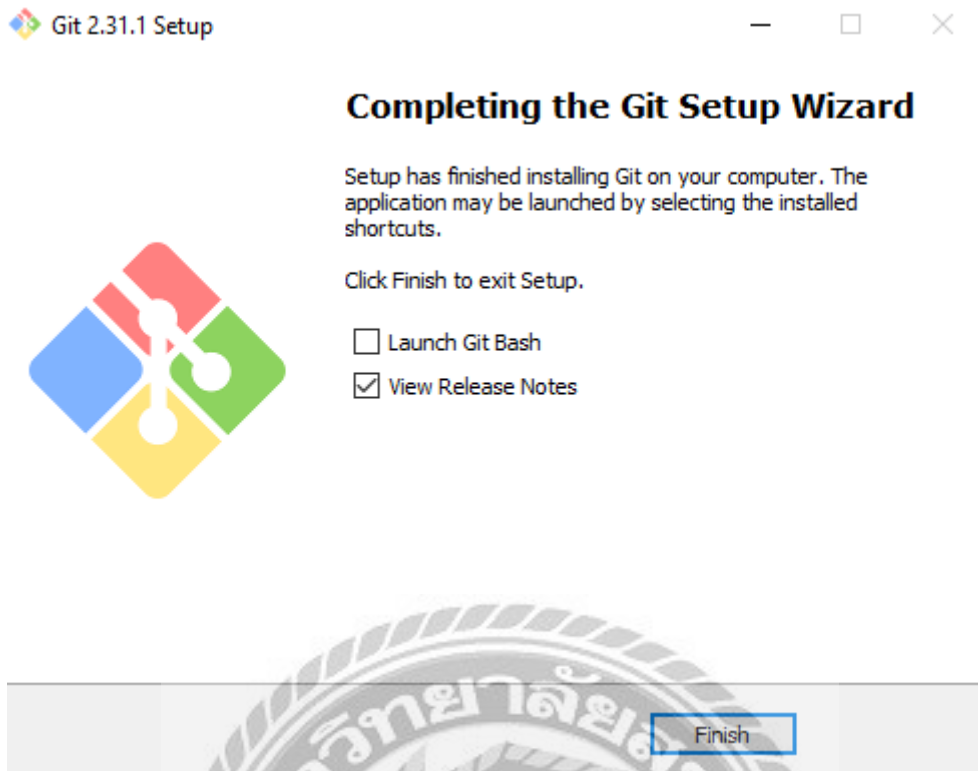 Git 2.31.1 Setup
Completing the Git Setup Wizard
Setup has finished installing Git on your computer. The
application may be launched by selecting the installed
shortcuts.
Click Finish to exit Setup.
Launch Git Bash
View Release Notes
Finish